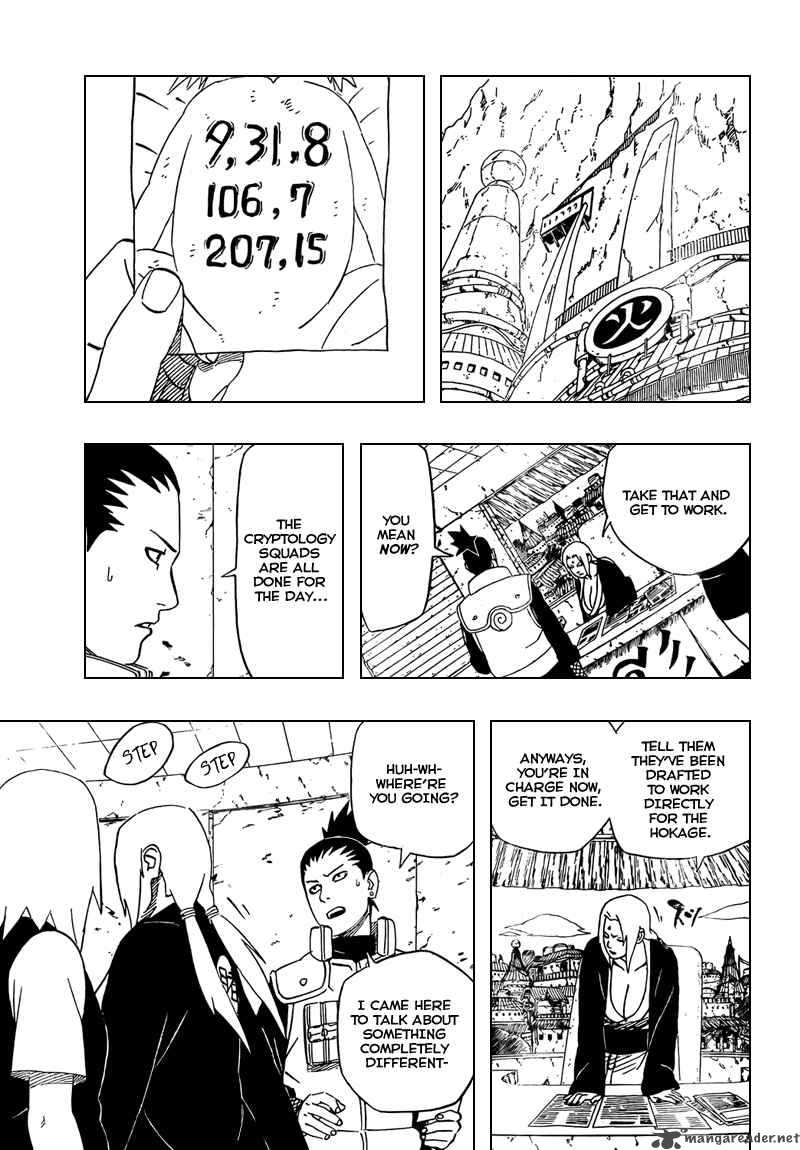 火
9,31,8
106,7
207,15
TAKE THAT AND
GET TO WORK.
YOU
MEAN
NOW?
THE
CRYPTOLOGY
SQUADS
ARE ALL
DONE FOR
THE DAY...
TELL THEM
THEY'VE BEEN
DRAFTED
TO WORK
DIRECTLY
FOR THE
HOKAGE.
ANYWAYS,
YOU'RE IN
CHARGE NOW,
GET IT DONE.
HUH-WH-
WHERE'RE
YOU GOING?
STEP
STEP
I CAME HERE
TO TALK ABOUT
SOMETHING
COMPLETELY
DIFFERENT-
mangareader.net